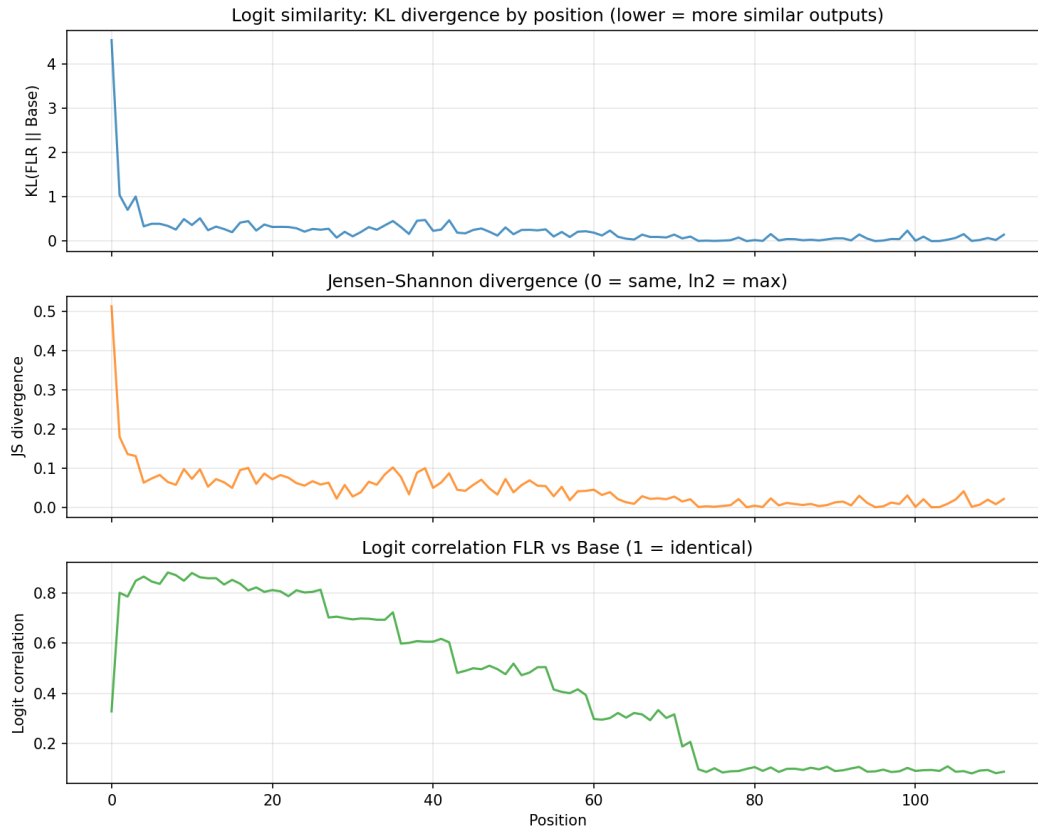 Logit similarity: KL divergence by position (lower = more similar outputs)
KL(FLR || Base)
4
3
2
1
0
Jensen–Shannon divergence (0 = same, ln2 = max)
JS divergence
0.5
0.4
0.3
0.2
0.1
0.0
Logit correlation FLR vs Base (1 = identical)
Logit correlation
0.8
0.6
0.4
0.2
0 20 40 60 80 100
Position